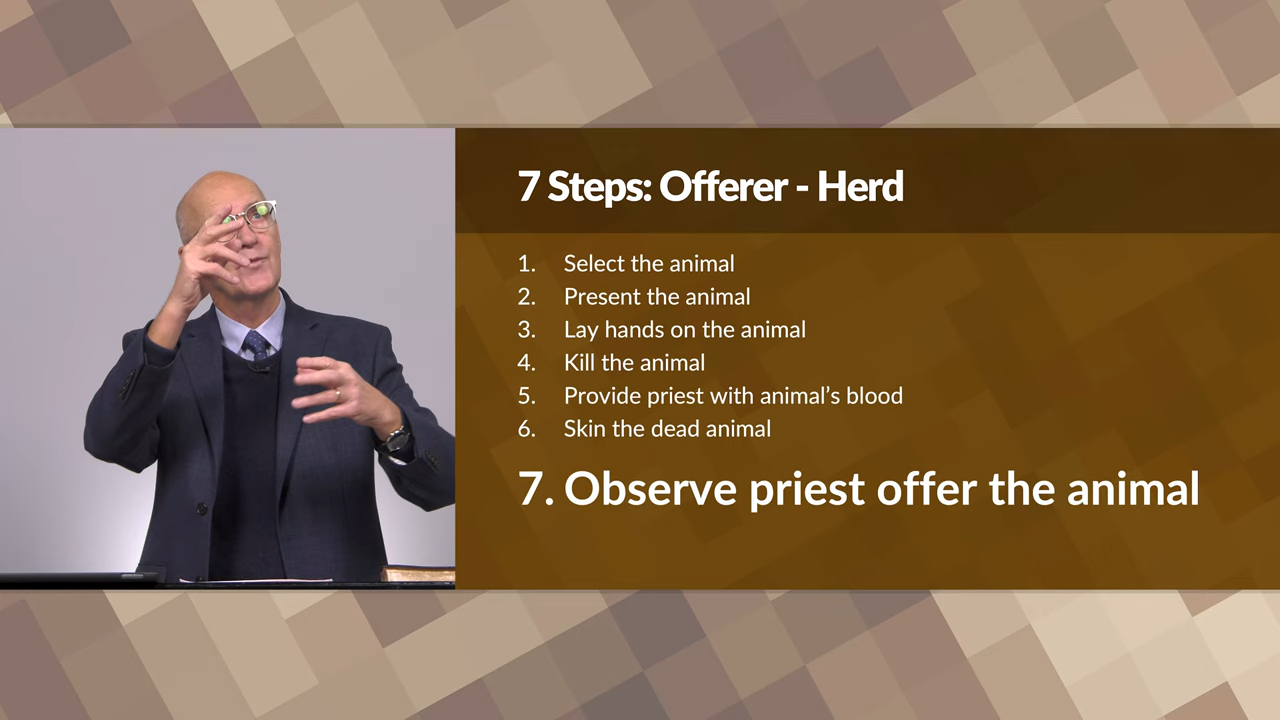 7 Steps: Offerer - Herd
1. Select the animal
2. Present the animal
3. Lay hands on the animal
4. Kill the animal
5. Provide priest with animal’s blood
6. Skin the dead animal
7. Observe priest offer the animal